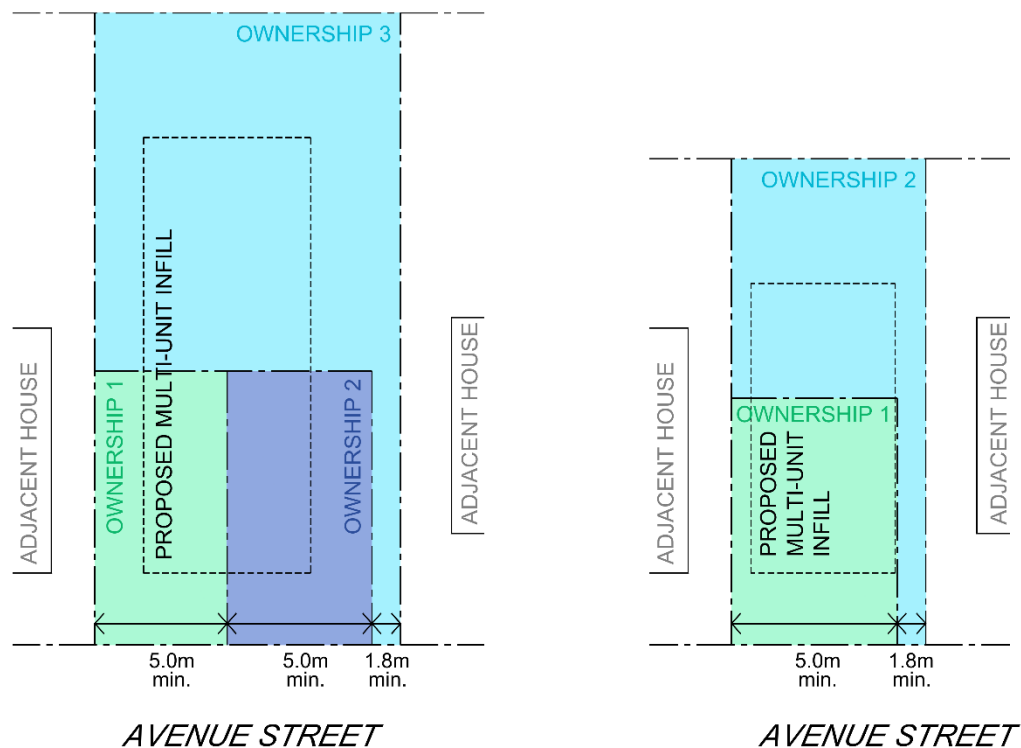 OWNERSHIP 3
ADJACENT HOUSE
OWNERSHIP 1
PROPOSED MULTI-UNIT INFILL
OWNERSHIP 2
ADJACENT HOUSE
5.0m
min.
5.0m
min.
1.8m
min.
AVENUE STREET
OWNERSHIP 2
ADJACENT HOUSE
OWNERSHIP 1
PROPOSED
MULTI-UNIT
INFILL
ADJACENT HOUSE
5.0m
min.
1.8m
min.
AVENUE STREET